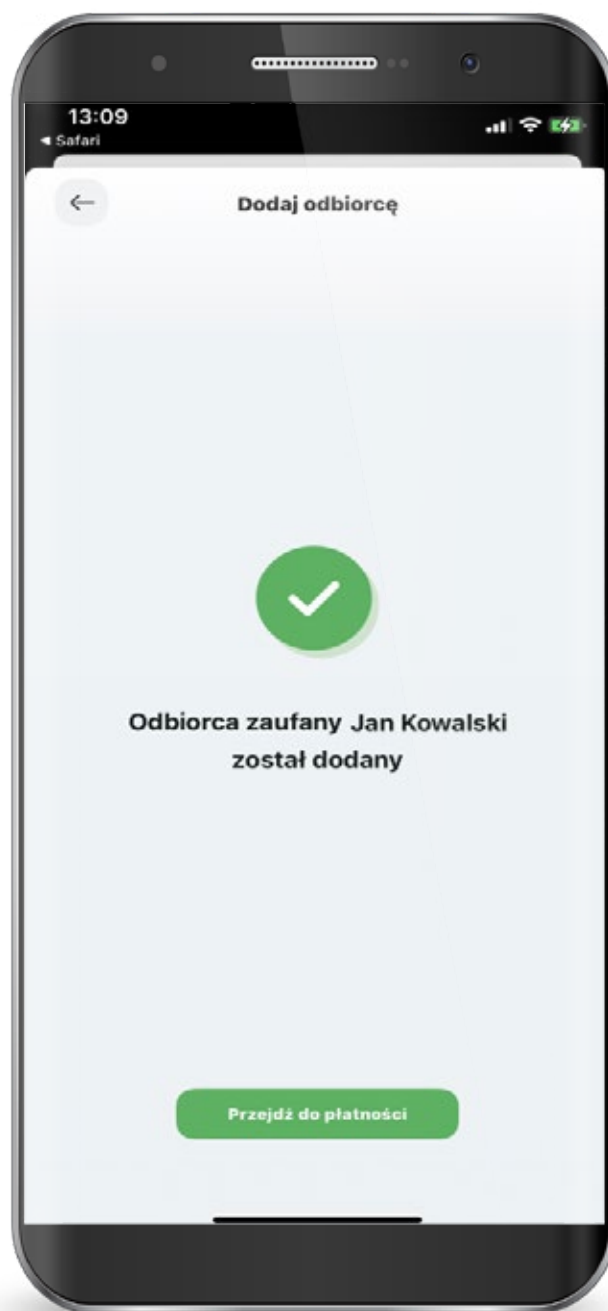 13:09
◄ Safari
Dodaj odbiorcę
Odbiorca zaufany Jan Kowalski
został dodany
Przejdź do płatności